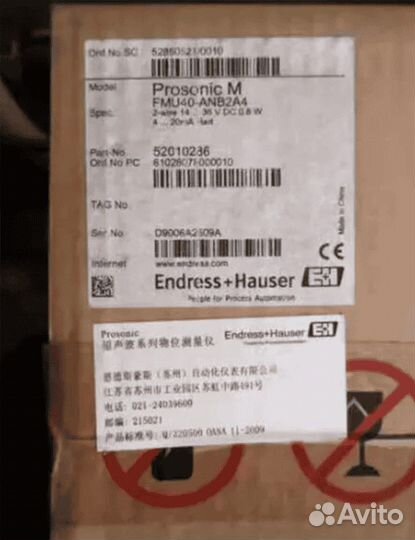 Ord No.SC 52860521/0010
Model Prosonic M
FMU40-ANB2A4
Spec. 2-wire 14 ... 36 V DC 0.8 W
4 ... 20mA
Part-No. 52010236
Ord No PC
TAG No.
Ser.No. D9006A2509A
Internet www.endress.com
Made in China
CE
Endress+Hauser EH
People for Process Automation
Prosonic Endress+Hauser EH
超声波系列物位测量仪
恩德斯豪斯（苏州）自动化仪表有限公司
江苏省苏州市工业园区苏虹中路491号
电话: 021-24039600
邮编: 215021
产品标准号: Q/320500 OANA 11-2009
Avito